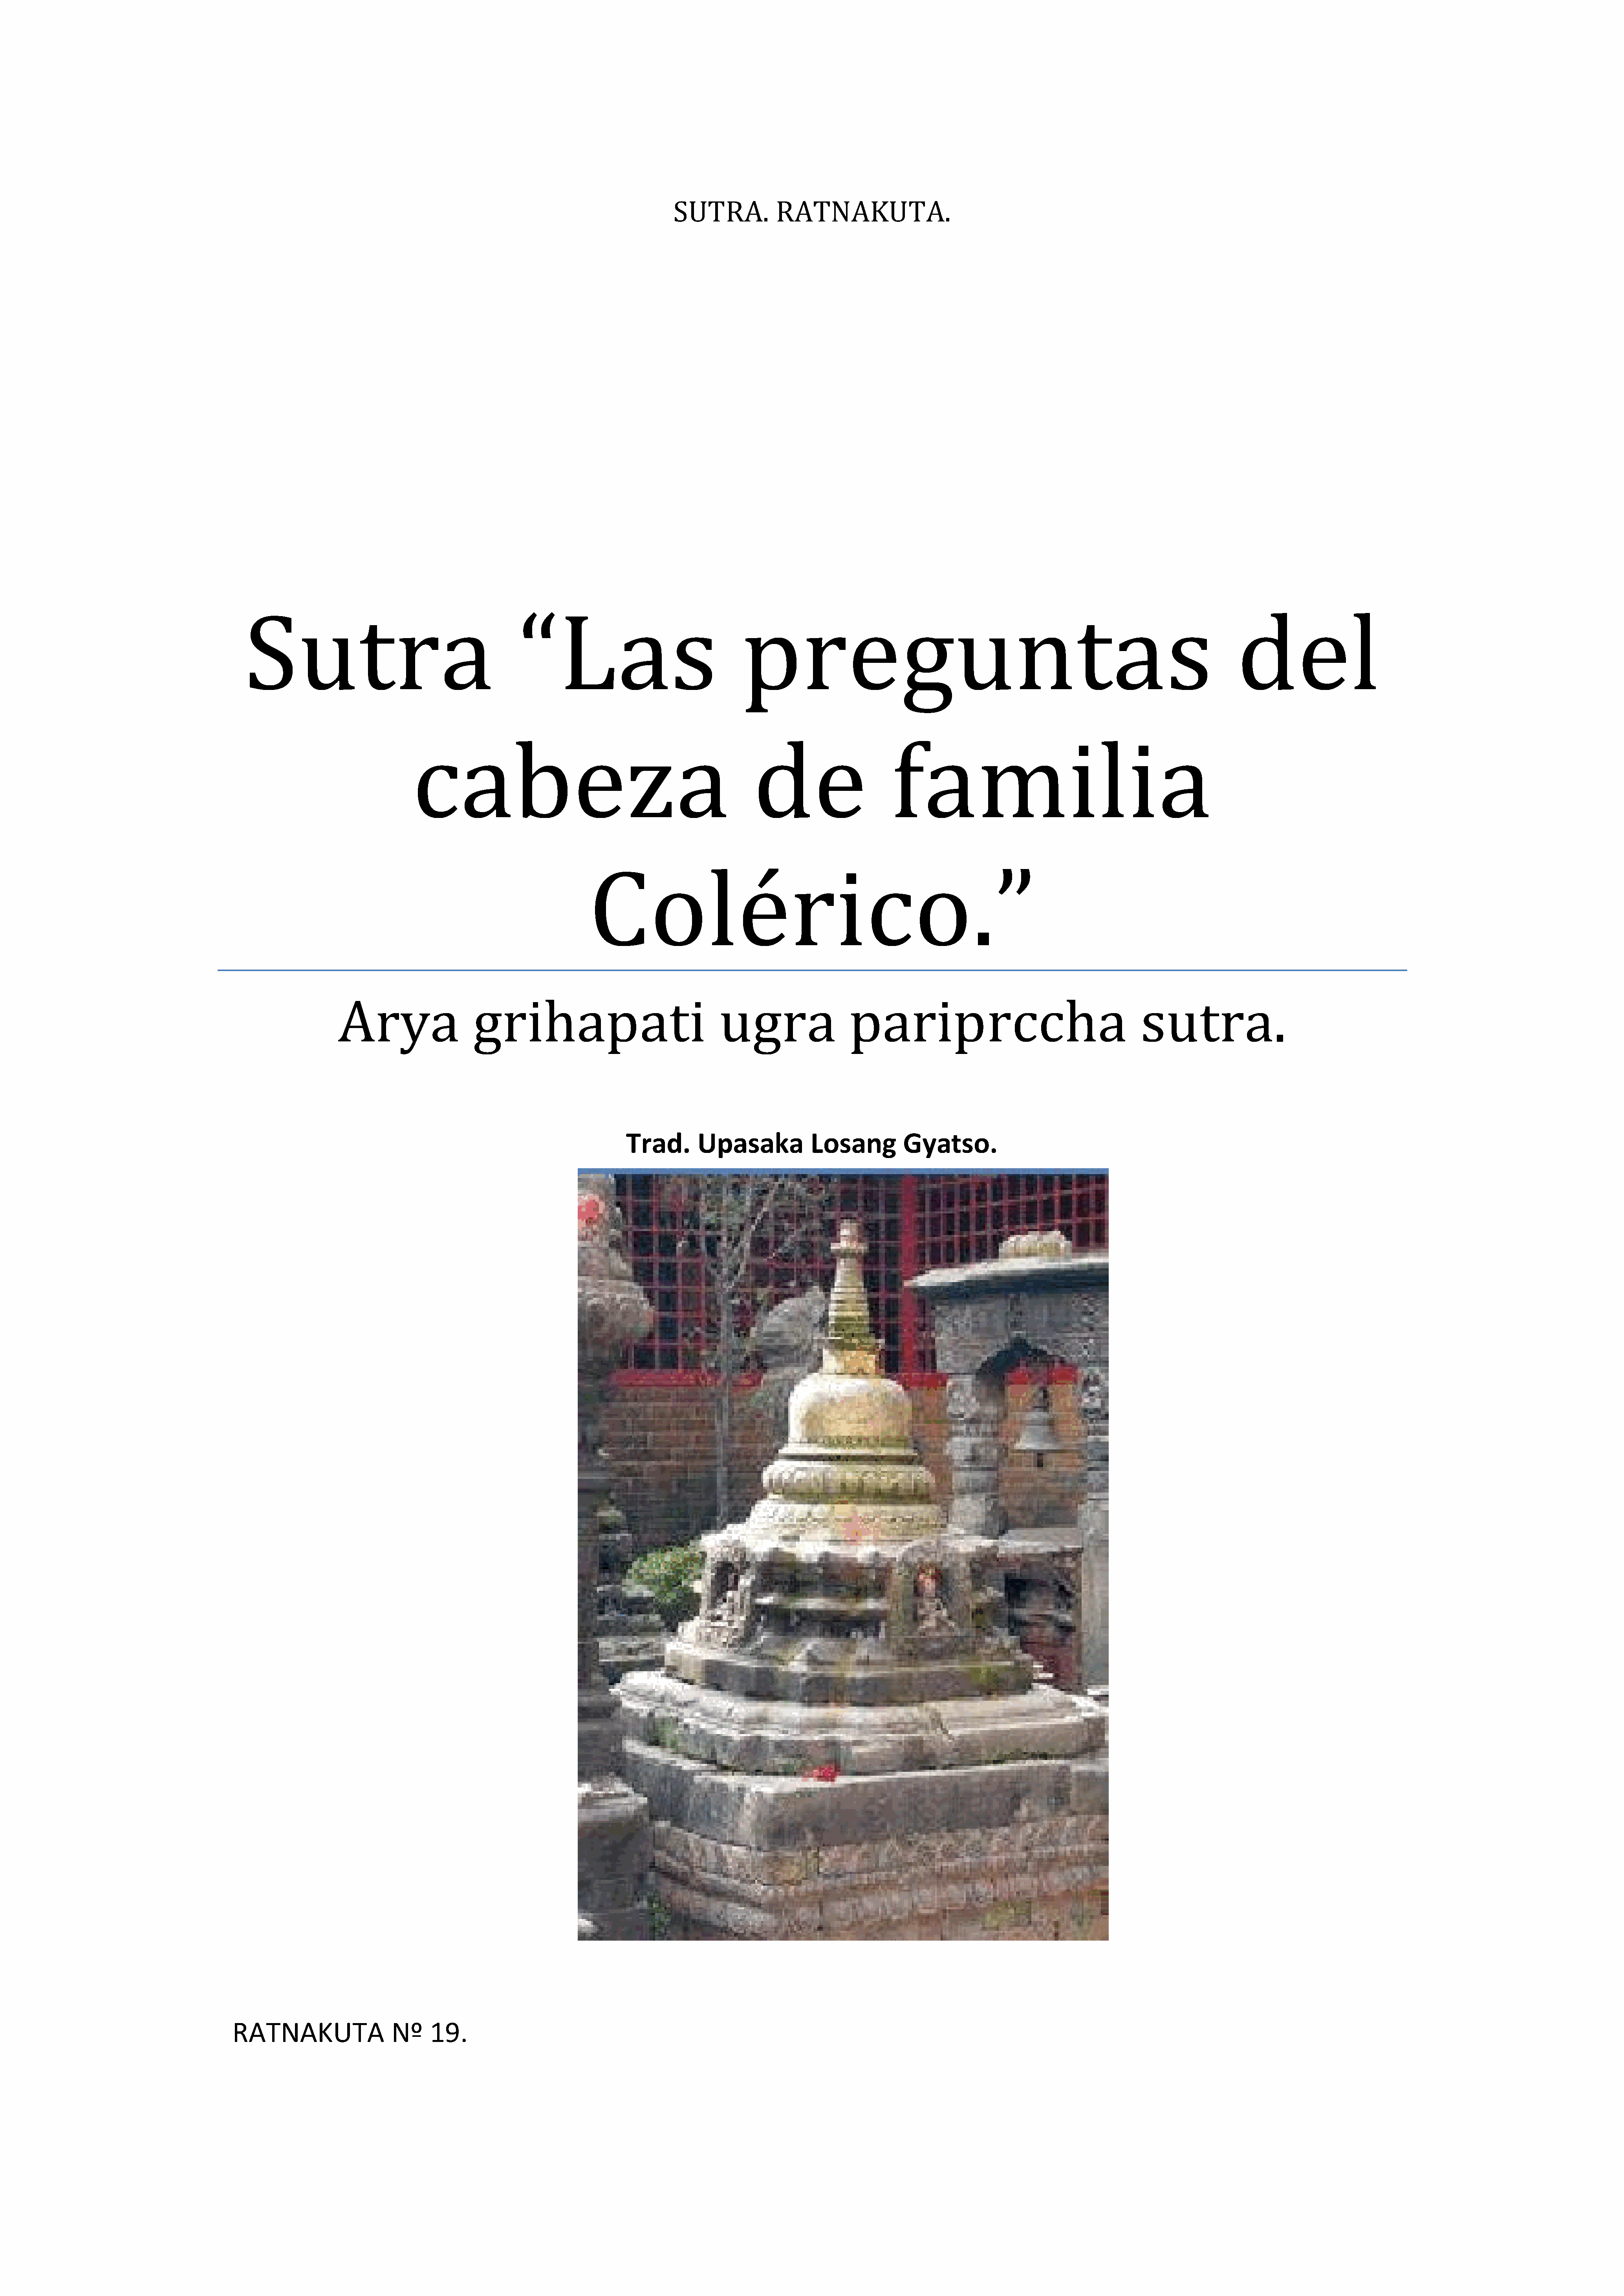 SUTRA. RATNAKUTA.
Sutra “Las preguntas del
cabeza de familia
Colérico.”
Arya grihapati ugra pariprccha sutra.
Trad. Upasaka Losang Gyatso.
RATNAKUTA Nº 19.